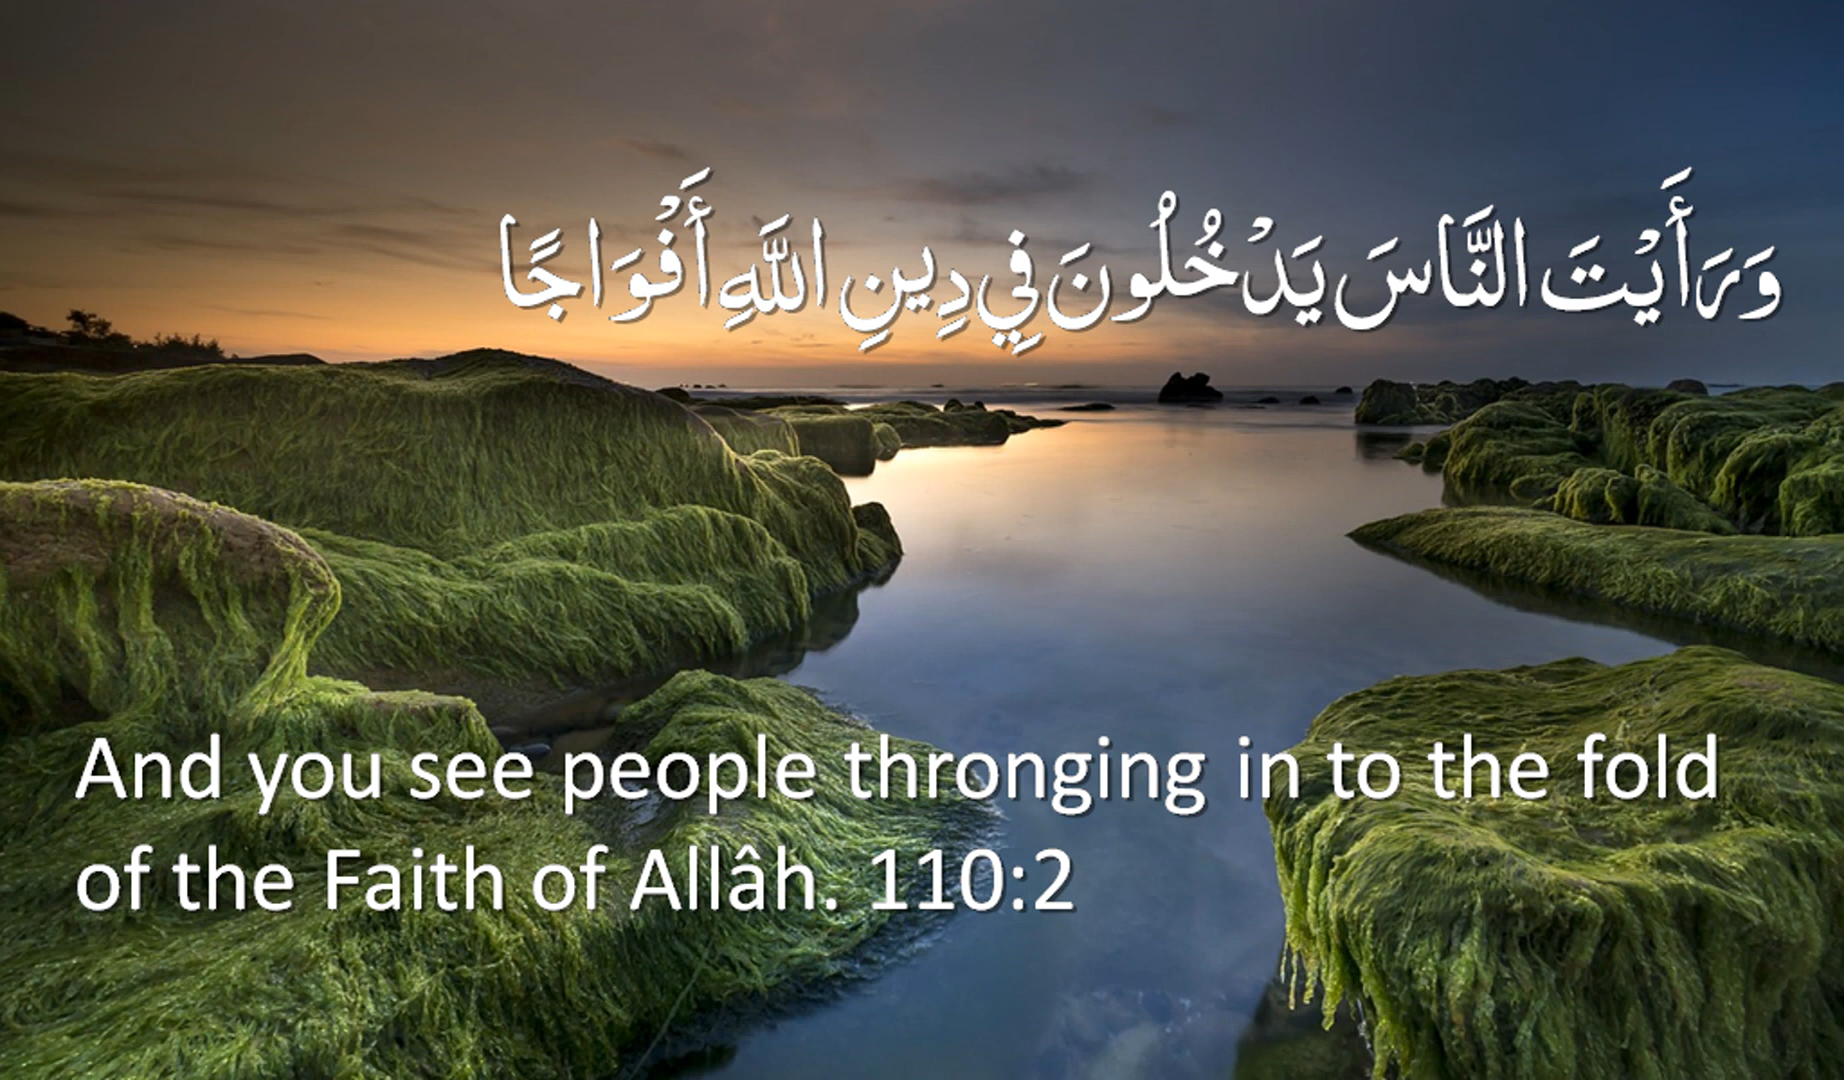 وَرَأَيْتَ النَّاسَ يَدْخُلُونَ فِي دِينِ اللَّهِ أَفْوَاجًا
And you see people thronging in to the fold
of the Faith of Allâh. 110:2